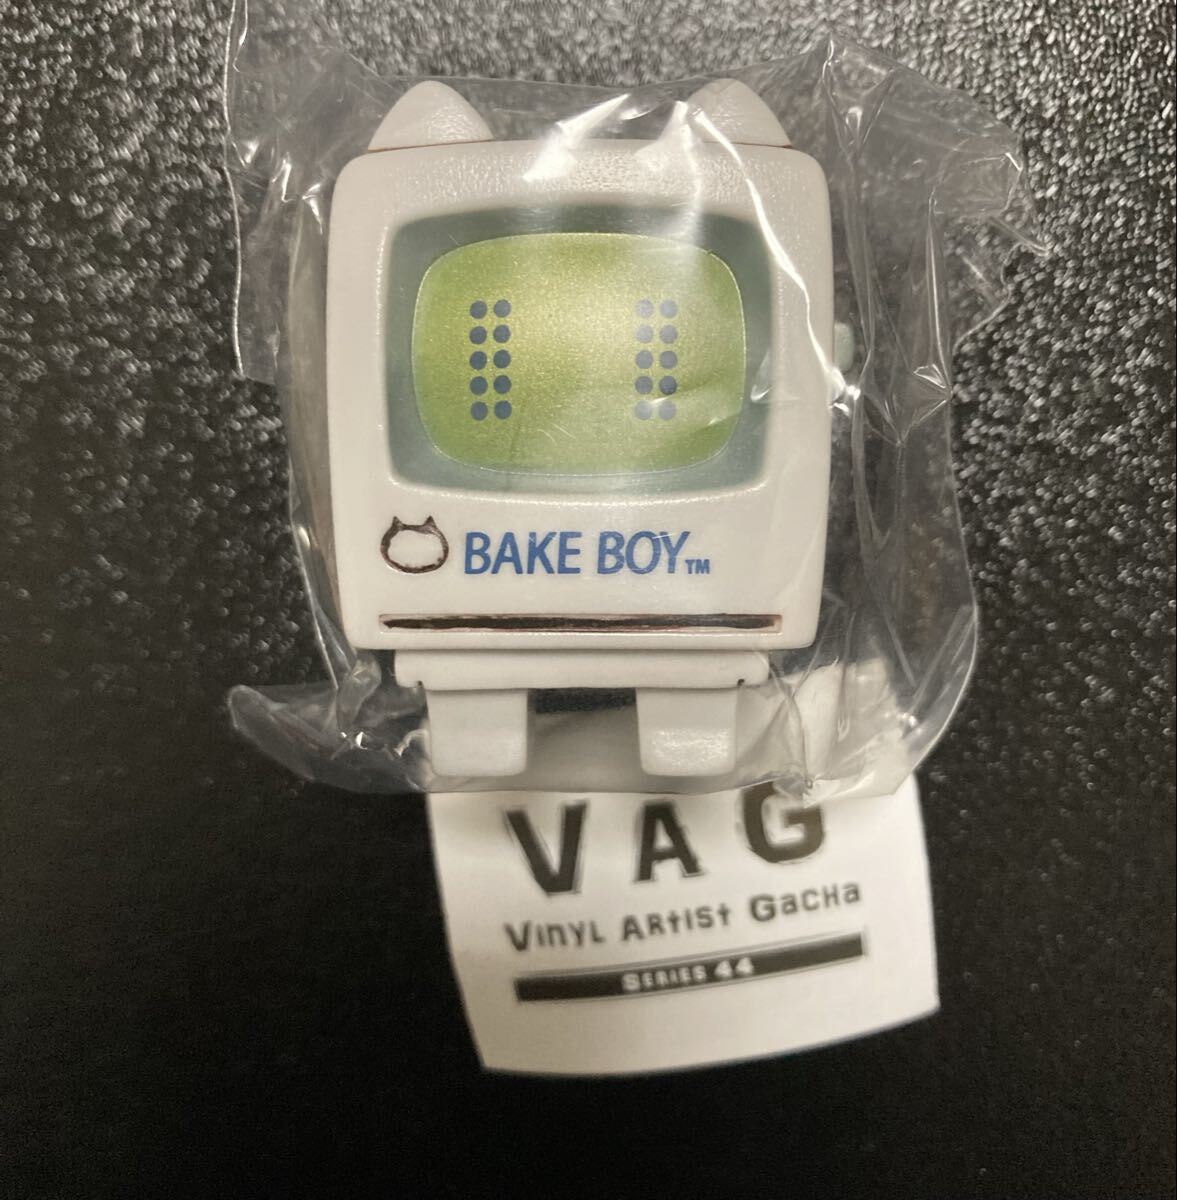 BAKE BOY™
VAG
Vinyl Artist Gacha
Series 44